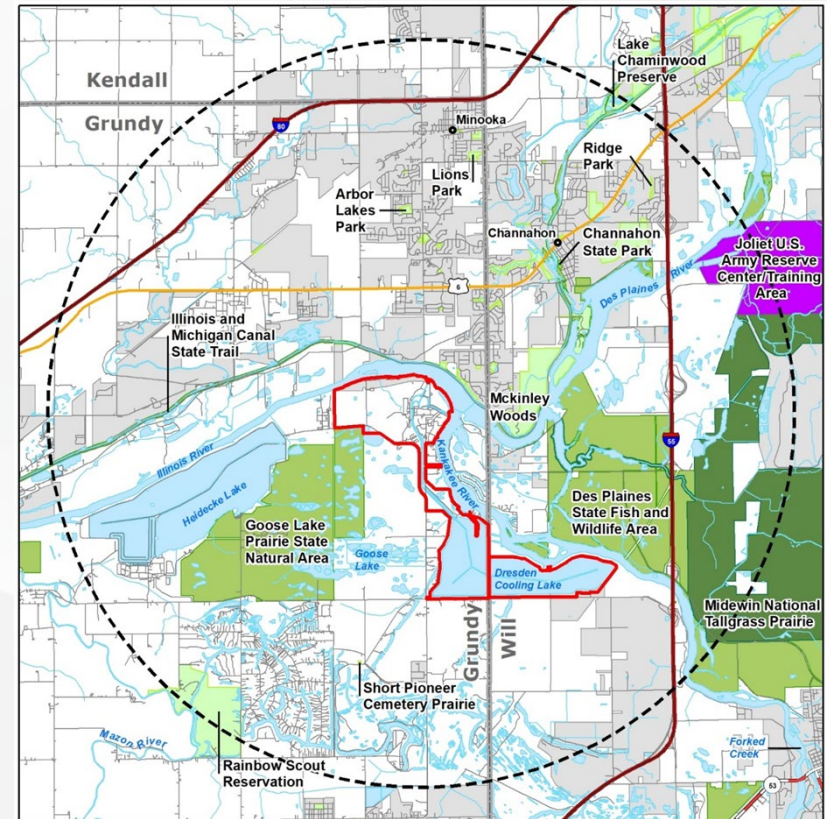 Kendall
Grundy
80
Minooka
Lake
Chaminwood
Preserve
Lions
Park
Ridge
Park
Arbor
Lakes
Park
Channahon
Channahon
State Park
Joliet U.S.
Army Reserve
Center/Training
Area
Des Plaines River
6
Illinois and
Michigan Canal
State Trail
Mckinley
Woods
55
Illinois River
Kankakee River
Heidecke Lake
Goose Lake
Prairie State
Natural Area
Goose
Lake
Des Plaines
State Fish and
Wildlife Area
Dresden
Cooling Lake
Midewin National
Tallgrass Prairie
Grundy
Will
Short Pioneer
Cemetery Prairie
Mazon River
Rainbow Scout
Reservation
Forked
Creek
53